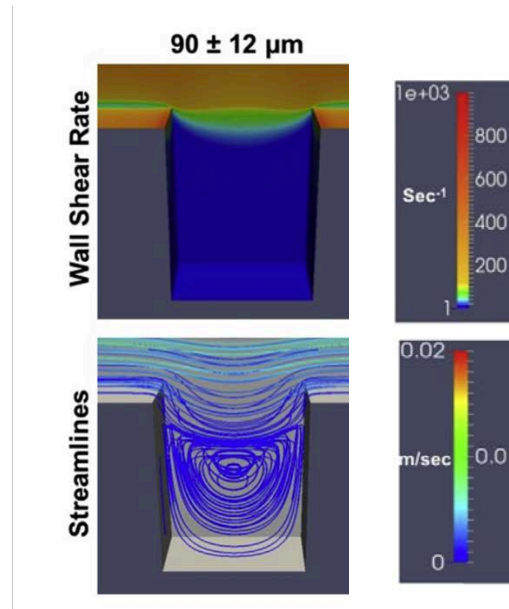 90 ± 12 µm
Wall Shear Rate
1e+03
800
600
Sec⁻¹
400
200
1
Streamlines
0.02
m/sec
0.0
0